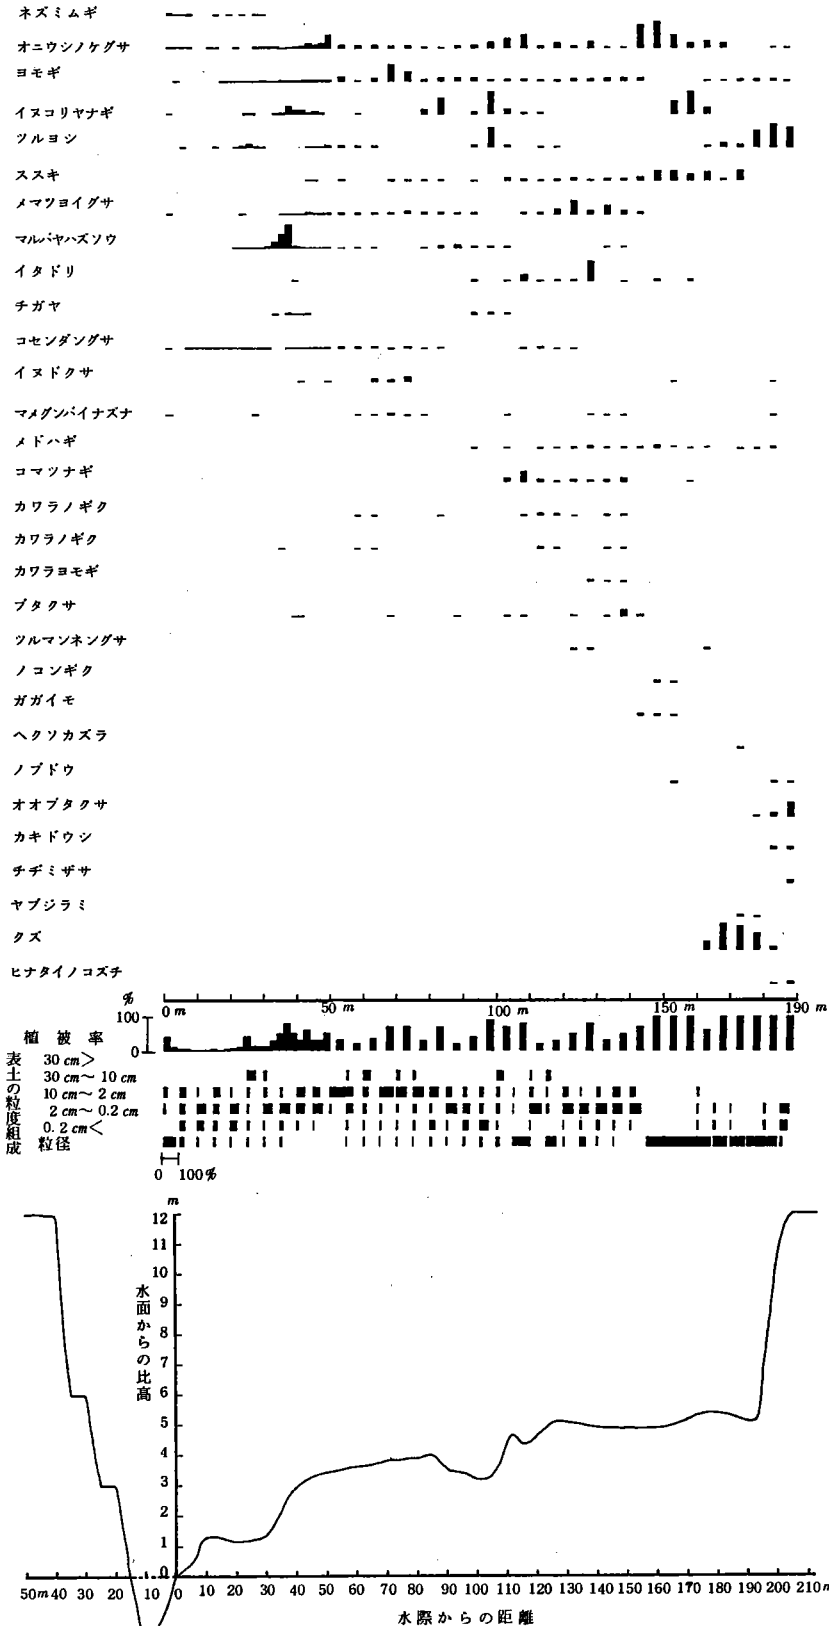 ネズミムギ
オニウシノケグサ
ヨモギ
イヌコリヤナギ
ツルヨシ
ススキ
メマツヨイグサ
マルバヤハズソウ
イタドリ
チガヤ
コセンダングサ
イヌドクサ
マメグンバイナズナ
メドハギ
コマツナギ
カワラノギク
カワラノギク
カワラヨモギ
ブタクサ
ツルマンネングサ
ノコンギク
ガガイモ
ヘクソカズラ
ノブドウ
オオブタクサ
カキドウシ
チヂミザサ
ヤブジラミ
クズ
ヒナタイノコズチ
%
0 m 50 m 100 m 150 m 190 m
植被率
100
0
表土の粒度組成
30 cm>
30 cm~10 cm
10 cm~2 cm
2 cm~0.2 cm
0.2 cm<
粒径
0 100%
m
12
11
10
9
8
7
6
5
4
3
2
1
0
水面からの比高
50m 40 30 20 10 0 10 20 30 40 50 60 70 80 90 100 110 120 130 140 150 160 170 180 190 200 210m
水際からの距離